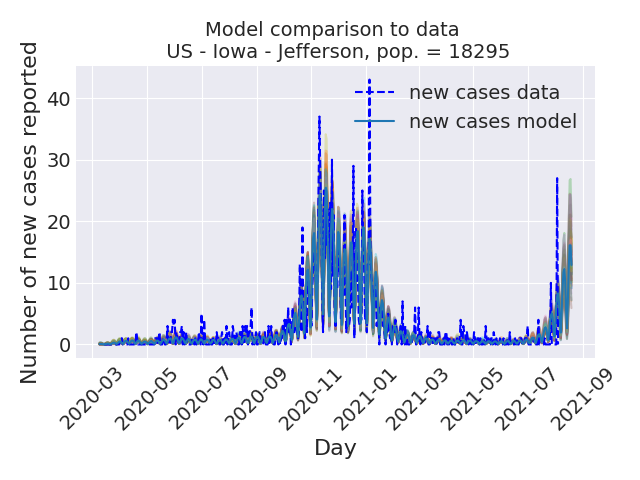 Model comparison to data
US - Iowa - Jefferson, pop. = 18295
Number of new cases reported
40
30
20
10
0
new cases data
new cases model
2020-03
2020-05
2020-07
2020-09
2020-11
2021-01
2021-03
2021-05
2021-07
2021-09
Day